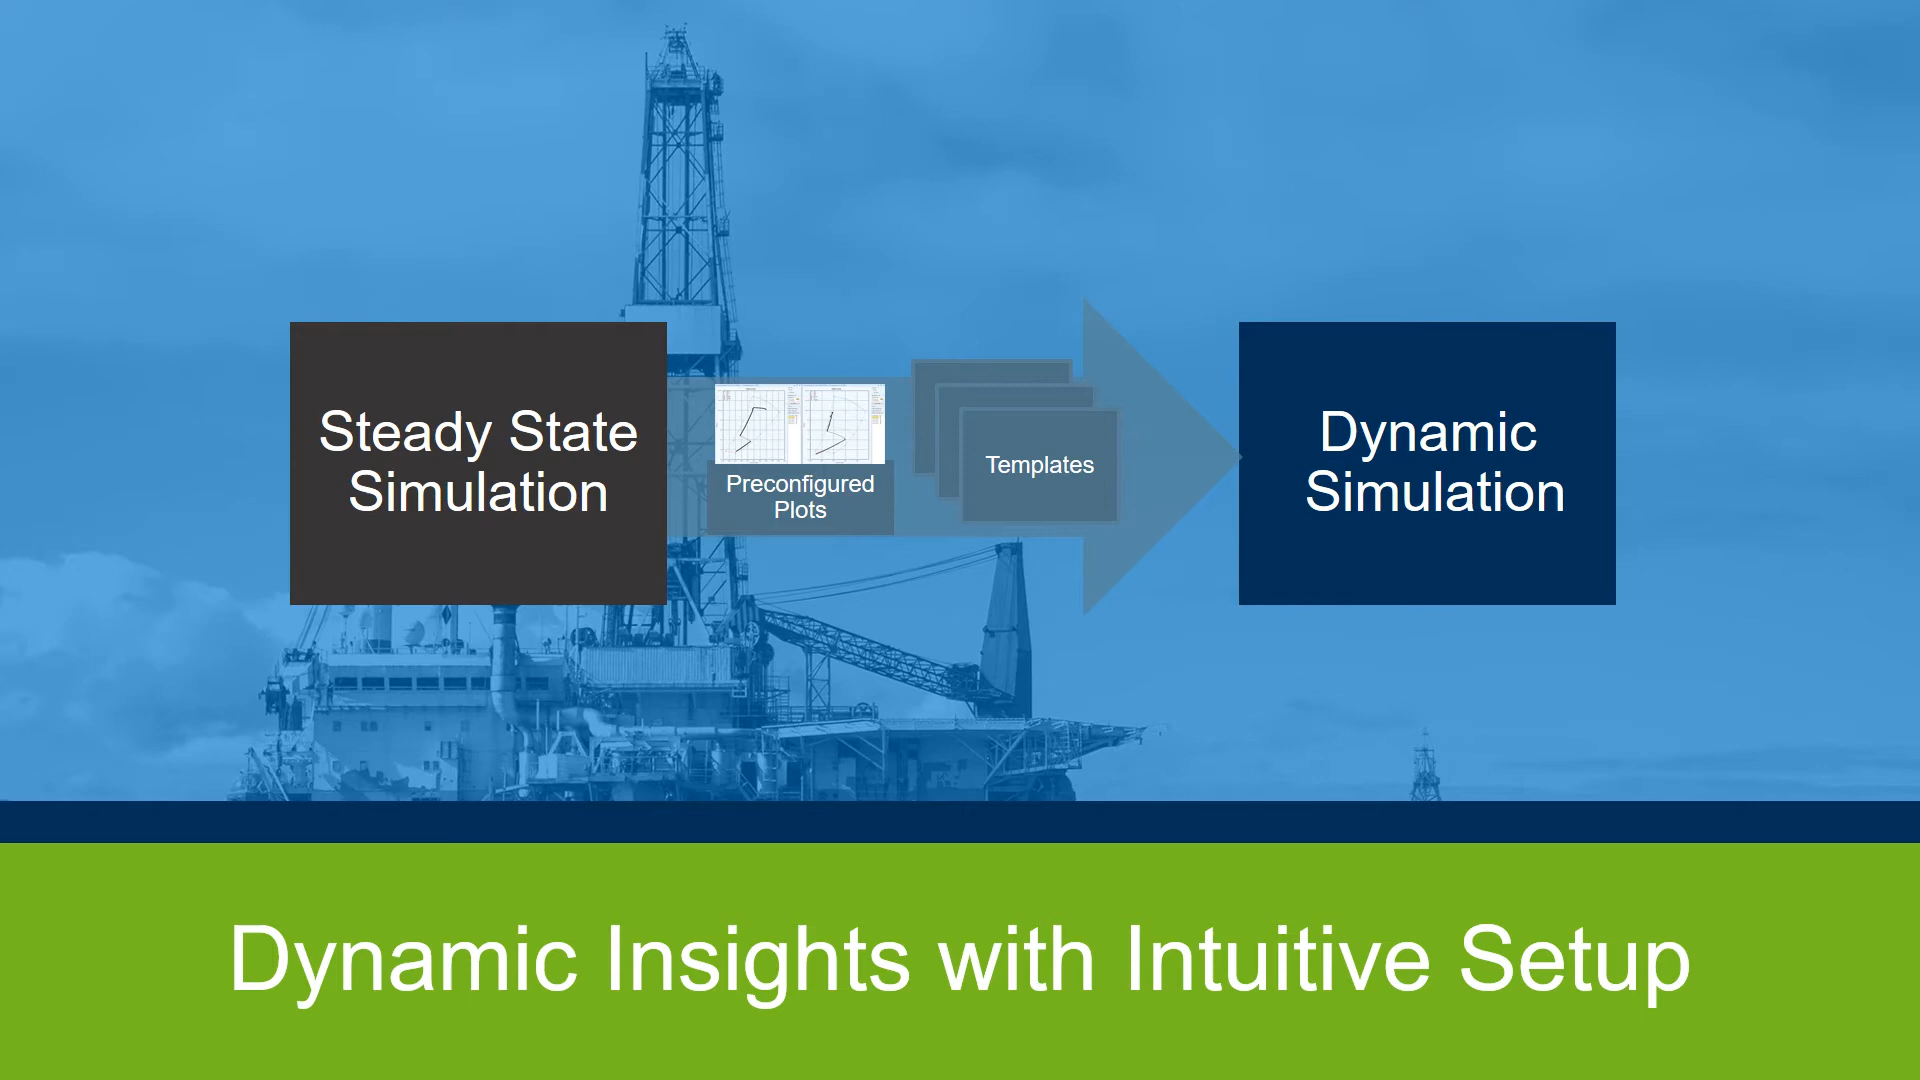 Steady State
Simulation
Preconfigured
Plots
Templates
Dynamic
Simulation
Dynamic Insights with Intuitive Setup